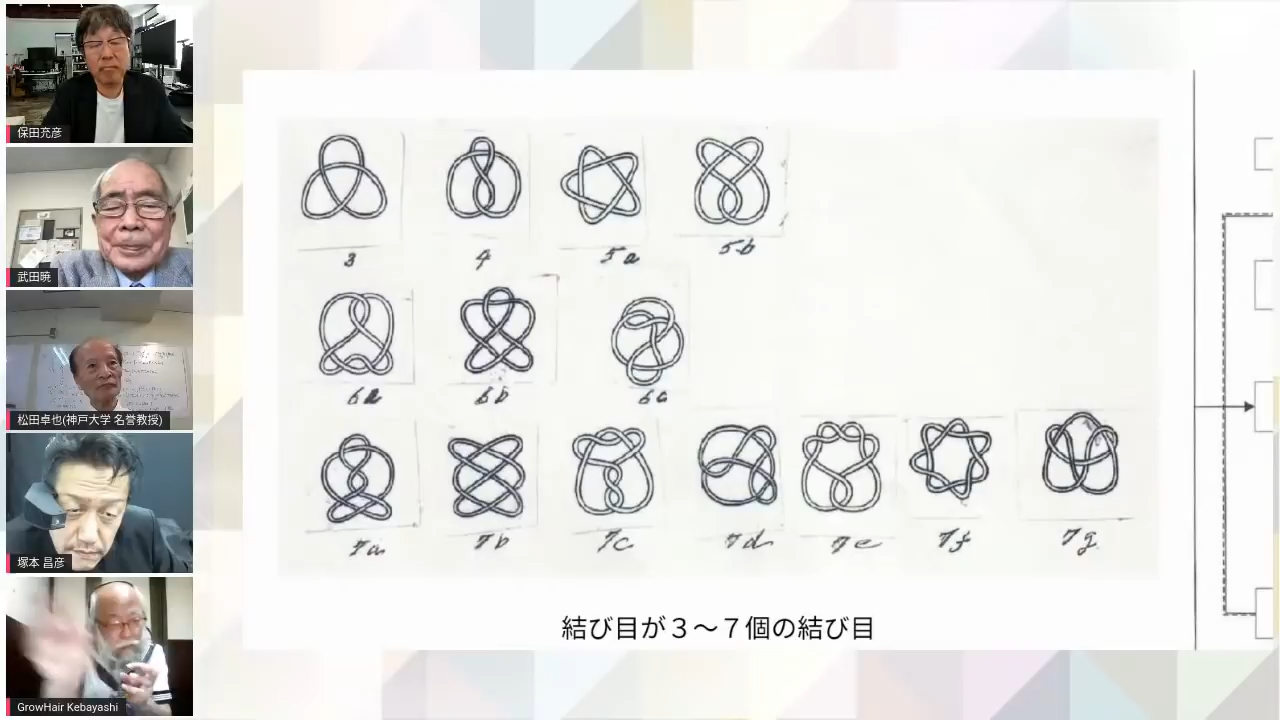 保田充彦
武田暁
松田卓也(神戸大学 名誉教授)
塚本 昌彦
GrowHair Kebayashi
3 4 5a 5b
6a 6b 6c
7a 7b 7c 7d 7e 7f 7g
結び目が３～７個の結び目